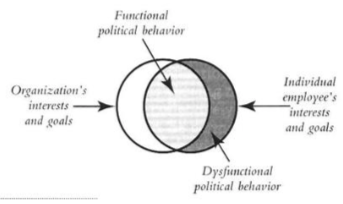 Functional
political behavior
Organization's
interests
and goals
Individual
employee's
interests
and goals
Dysfunctional
political behavior